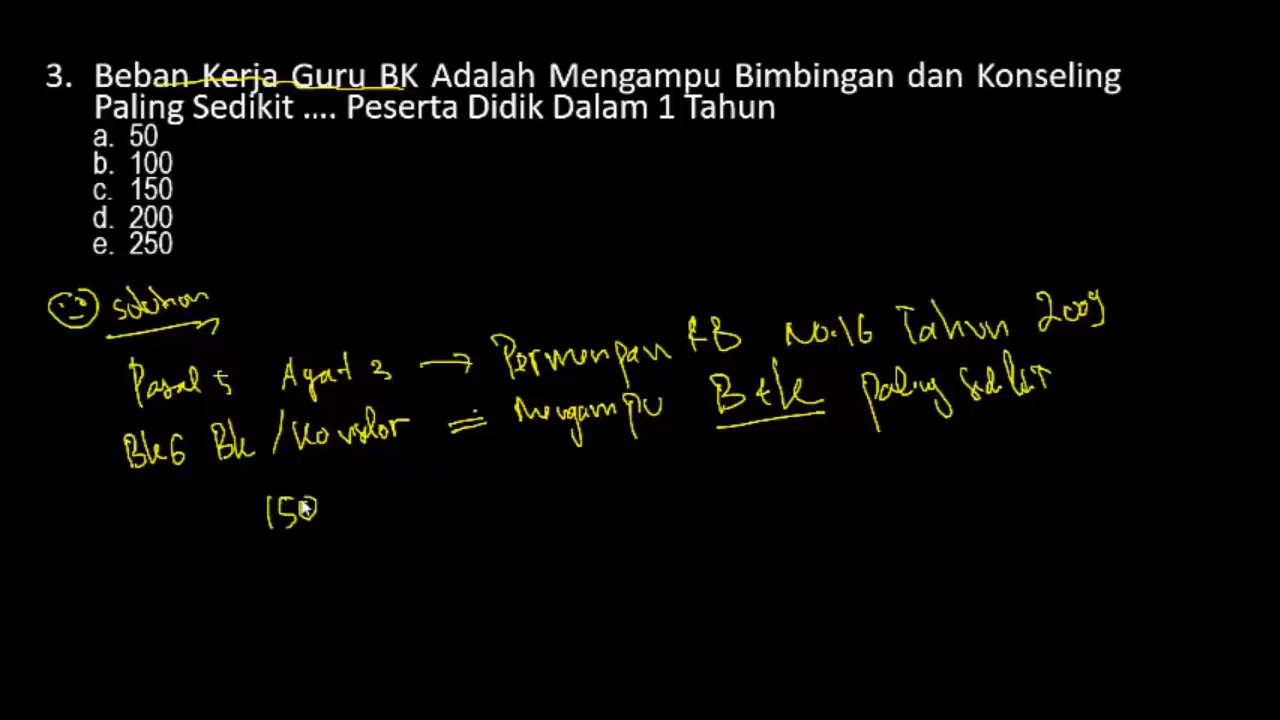 3. Beban Kerja Guru BK Adalah Mengampu Bimbingan dan Konseling
Paling Sedikit .... Peserta Didik Dalam 1 Tahun
a. 50
b. 100
c. 150
d. 200
e. 250
Solution
Pasal 5 Ayat 3 → Permenpan RB No.16 Tahun 2009
BKG BK / Konselor = Mengampu B+K paling sedikit
150